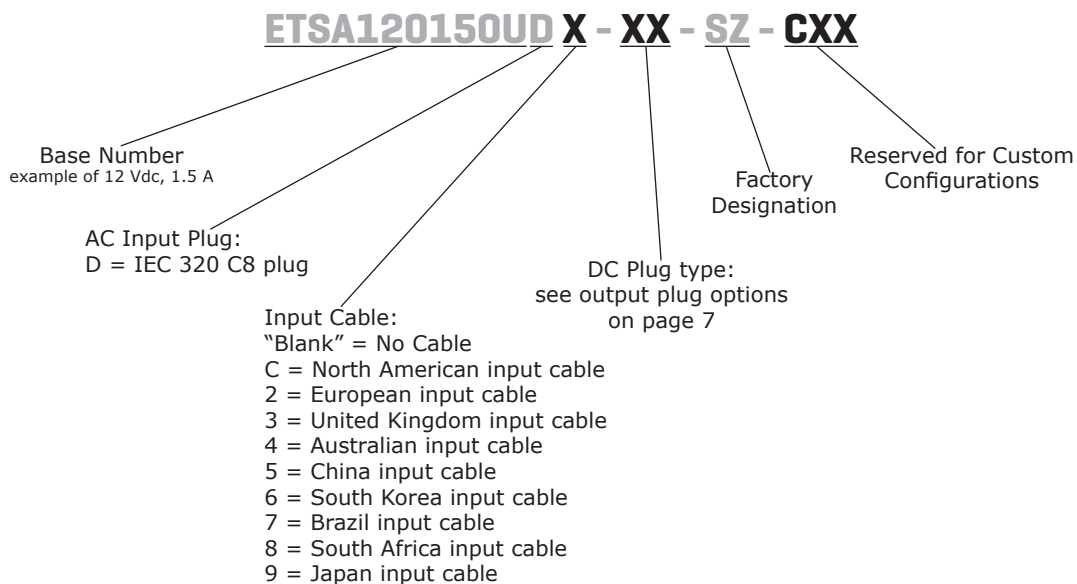 ETSA120150UD X - XX - SZ - CXX
Base Number
example of 12 Vdc, 1.5 A
AC Input Plug:
D = IEC 320 C8 plug
Input Cable:
“Blank” = No Cable
C = North American input cable
2 = European input cable
3 = United Kingdom input cable
4 = Australian input cable
5 = China input cable
6 = South Korea input cable
7 = Brazil input cable
8 = South Africa input cable
9 = Japan input cable
DC Plug type:
see output plug options
on page 7
Factory
Designation
Reserved for Custom
Configurations